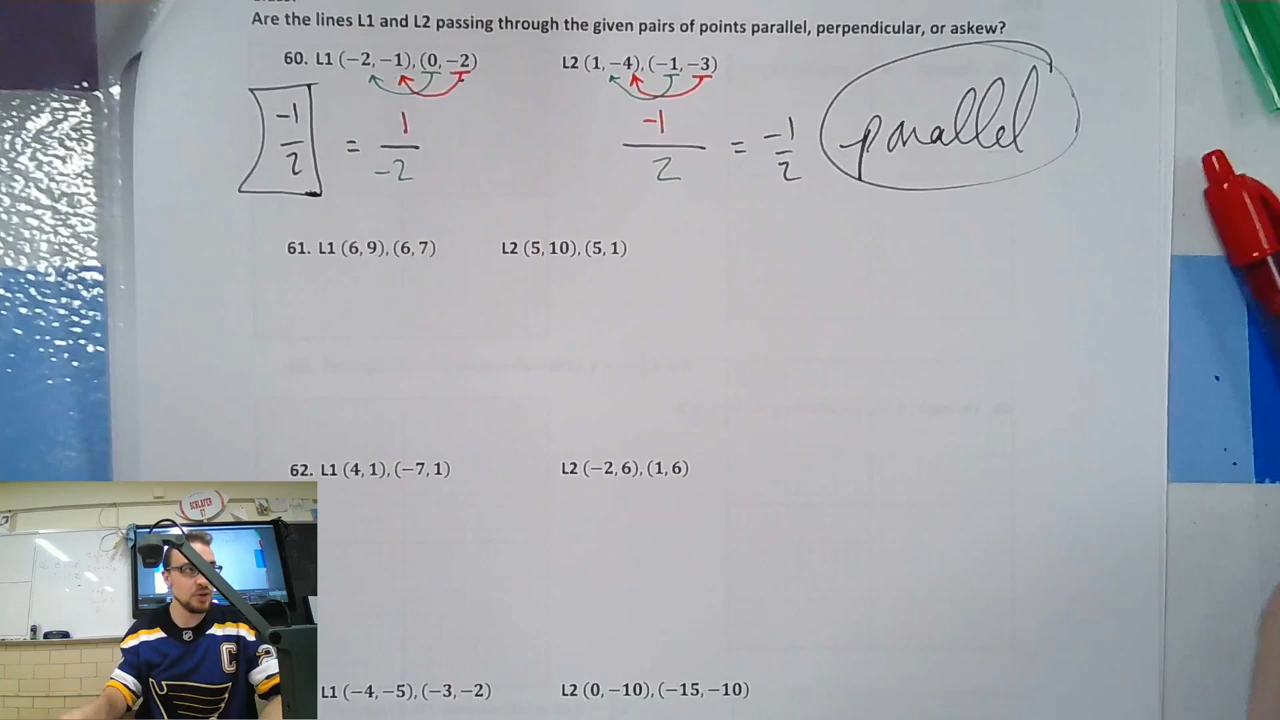 Are the lines L1 and L2 passing through the given pairs of points parallel, perpendicular, or askew?
60. L1 (−2, −1), (0, −2) L2 (1, −4), (−1, −3)
-1/2 = 1/-2 -1/2 = -1/2 parallel
61. L1 (6, 9), (6, 7) L2 (5, 10), (5, 1)
62. L1 (4, 1), (−7, 1) L2 (−2, 6), (1, 6)
L1 (−4, −5), (−3, −2) L2 (0, −10), (−15, −10)
SCHLAFER
C
2